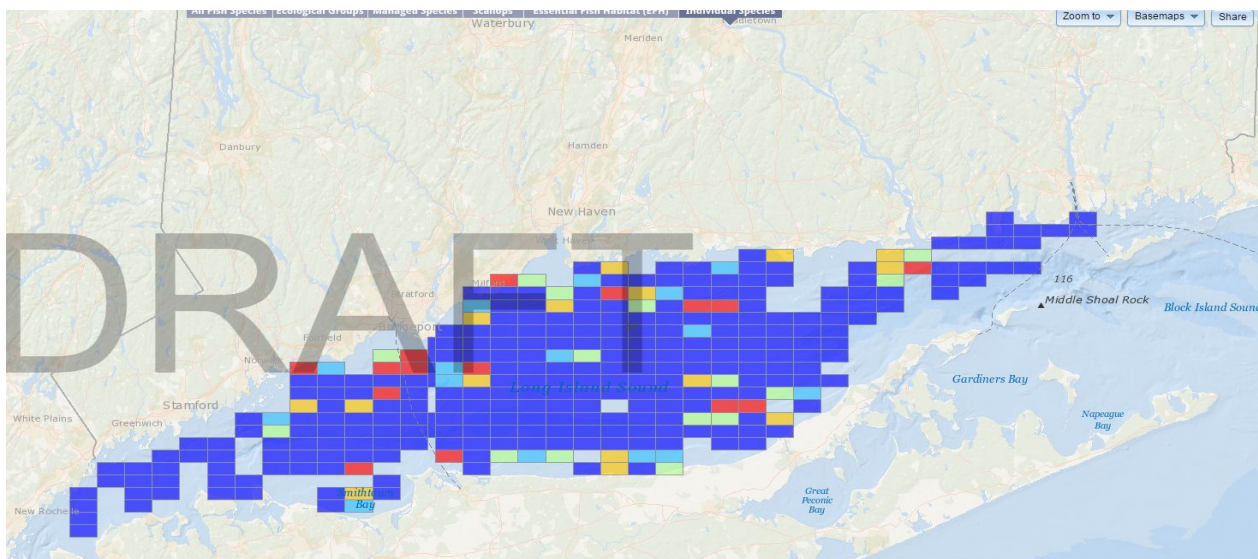 All Fish Species
Ecological Groups
Managed Species
Scallops
Essential Fish Habitat (EFH)
Individual Species
Zoom to
Basemaps
Share
Waterbury
Meriden
Danbury
Hamden
New Haven
DRAFT
West Haven
Milford
Stratford
Bridgeport
Fairfield
116
Middle Shoal Rock
Block Island Soun
Long Island Sound
Gardiners Bay
Stamford
White Plains
Greenwich
Napeague
Bay
Smithtown
Bay
Great
Peconic
Bay
New Rochelle